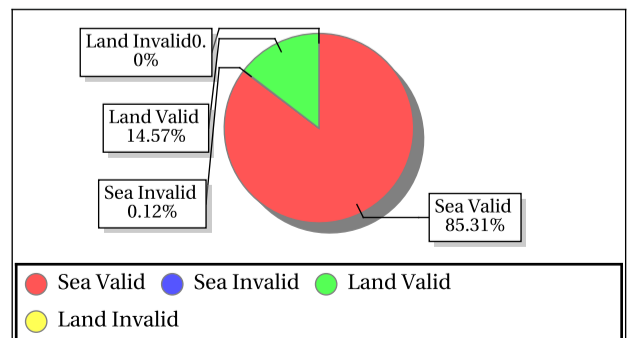 Land Invalid0.
0%
Land Valid
14.57%
Sea Invalid
0.12%
Sea Valid
85.31%
Sea Valid Sea Invalid Land Valid
Land Invalid